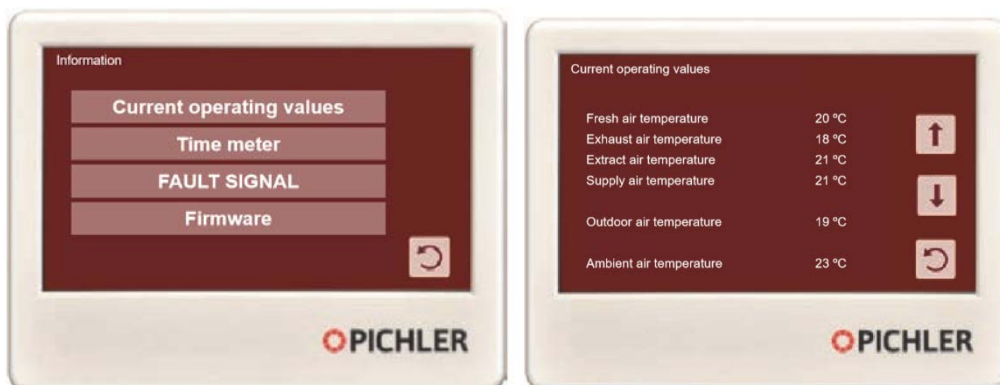 Information
Current operating values
Time meter
FAULT SIGNAL
Firmware
PICHLER
Current operating values
Fresh air temperature 20 °C
Exhaust air temperature 18 °C
Extract air temperature 21 °C
Supply air temperature 21 °C
Outdoor air temperature 19 °C
Ambient air temperature 23 °C
PICHLER